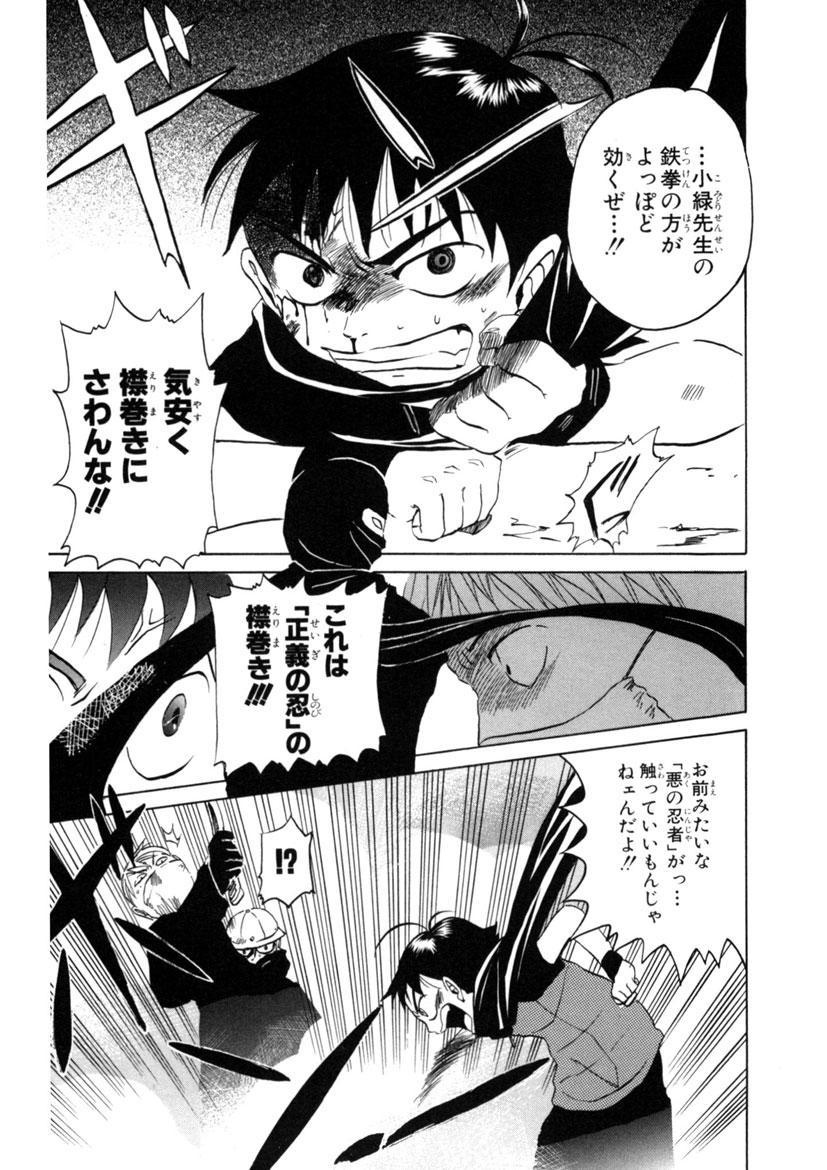 …小緑先生の
鉄拳の方が
よっぽど
効くぜ…!!
気安く
襟巻きに
さわんな!!
これは
「正義の忍」の
襟巻き!!!
お前みたいな
「悪の忍者」がっ…
触っていいもんじゃ
ねェんだよ!!
!?